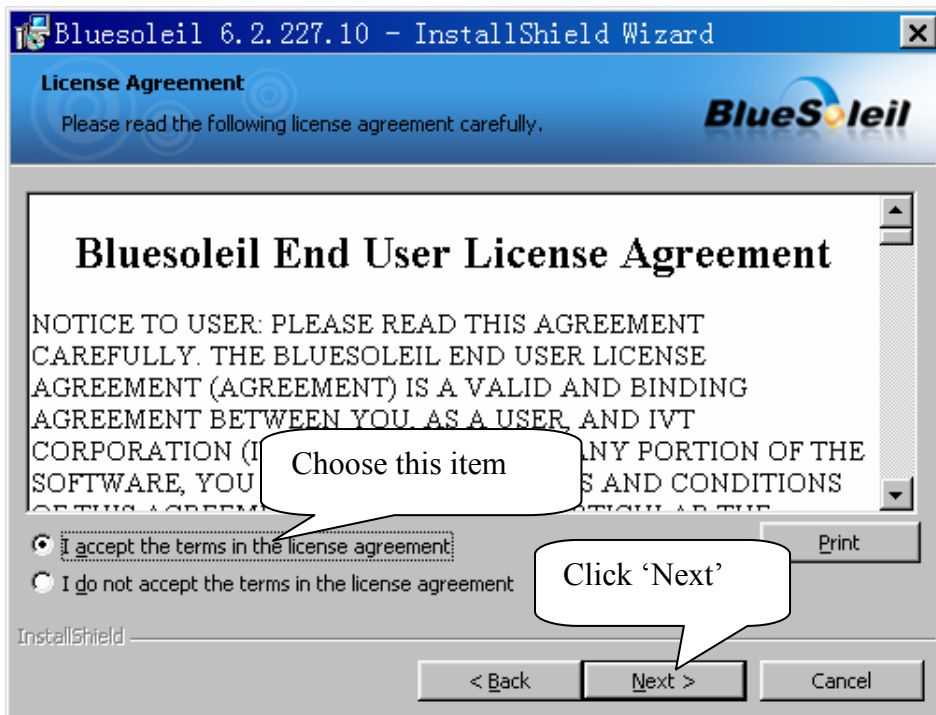 Bluesoleil 6.2.227.10 - InstallShield Wizard
License Agreement
Please read the following license agreement carefully.
BlueSoleil
Bluesoleil End User License Agreement
NOTICE TO USER: PLEASE READ THIS AGREEMENT
CAREFULLY. THE BLUESOLEIL END USER LICENSE
AGREEMENT (AGREEMENT) IS A VALID AND BINDING
AGREEMENT BETWEEN YOU, AS A USER, AND IVT
CORPORATION (I ANY PORTION OF THE
SOFTWARE, YOU S AND CONDITIONS
OF THIS AGREEM THE
Choose this item
I accept the terms in the license agreement
Print
I do not accept the terms in the license agreement
Click ‘Next’
InstallShield
< Back
Next >
Cancel